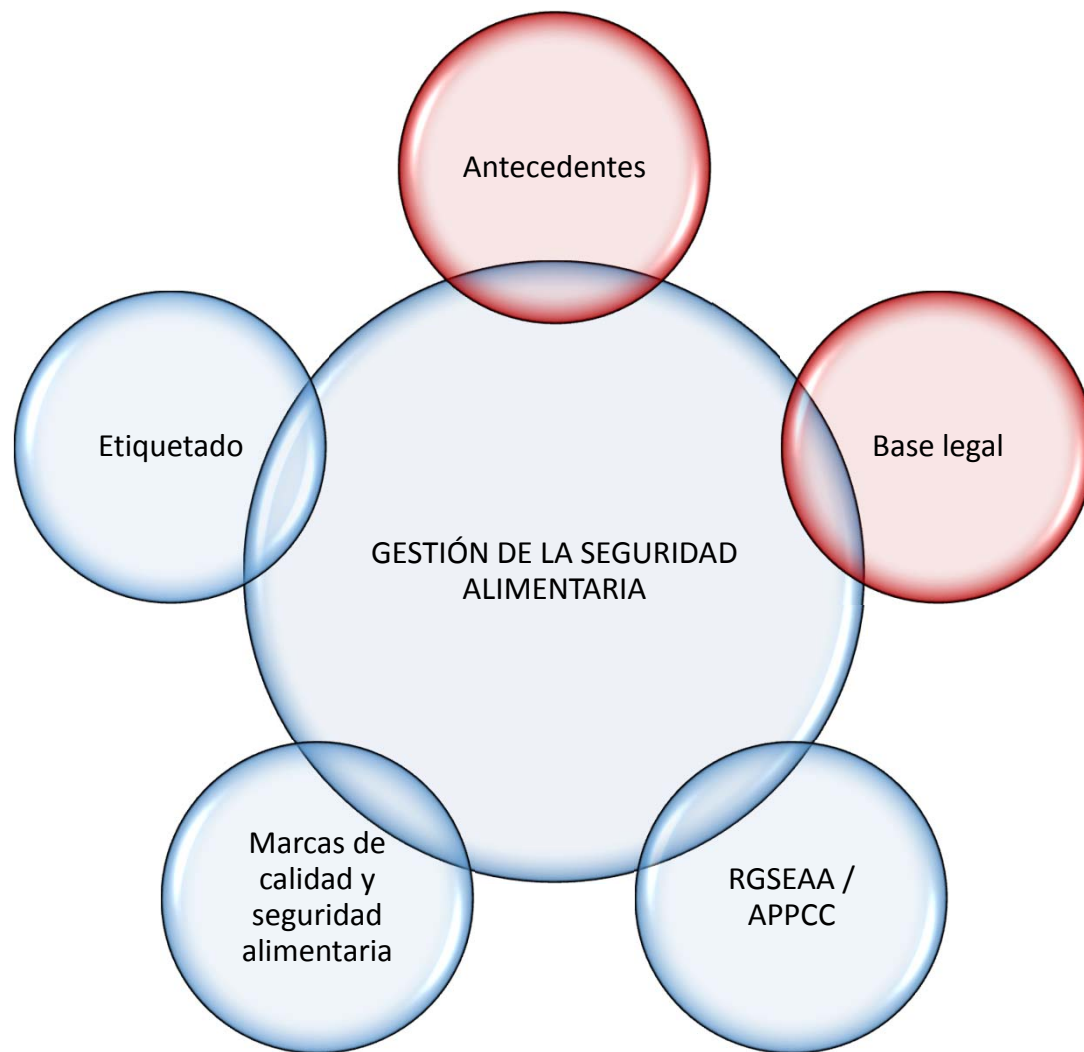 Antecedentes
Etiquetado
Base legal
GESTIÓN DE LA SEGURIDAD
ALIMENTARIA
Marcas de
calidad y
seguridad
alimentaria
RGSEAA /
APPCC